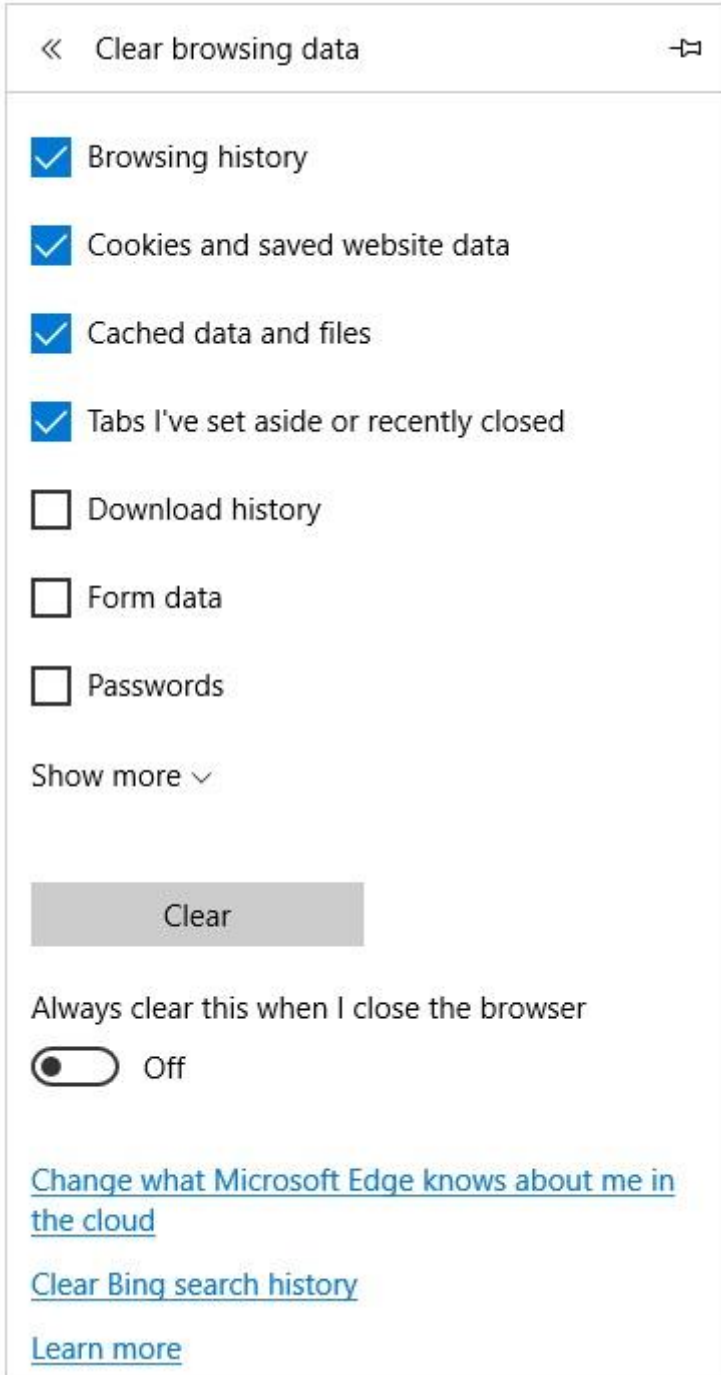 Clear browsing data
Browsing history
Cookies and saved website data
Cached data and files
Tabs I've set aside or recently closed
Download history
Form data
Passwords
Show more
Clear
Always clear this when I close the browser
Off
Change what Microsoft Edge knows about me in
the cloud
Clear Bing search history
Learn more